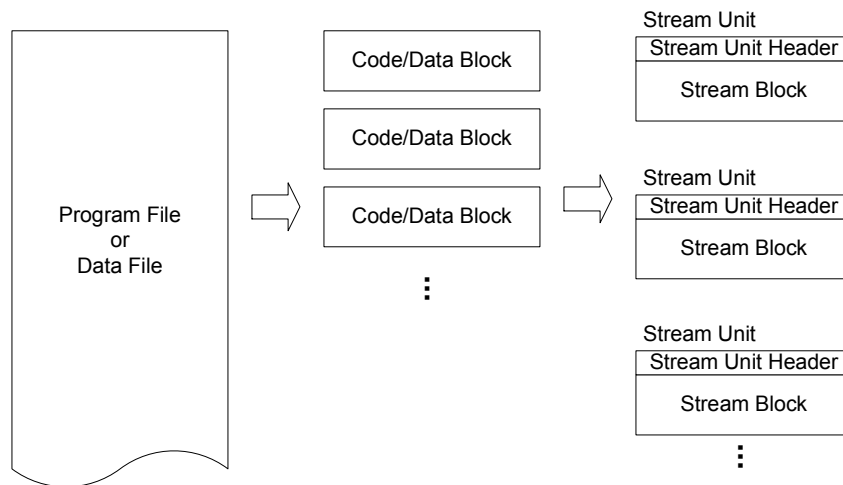 Program File
or
Data File
Code/Data Block
Code/Data Block
Code/Data Block
Stream Unit
Stream Unit Header
Stream Block
Stream Unit
Stream Unit Header
Stream Block
Stream Unit
Stream Unit Header
Stream Block